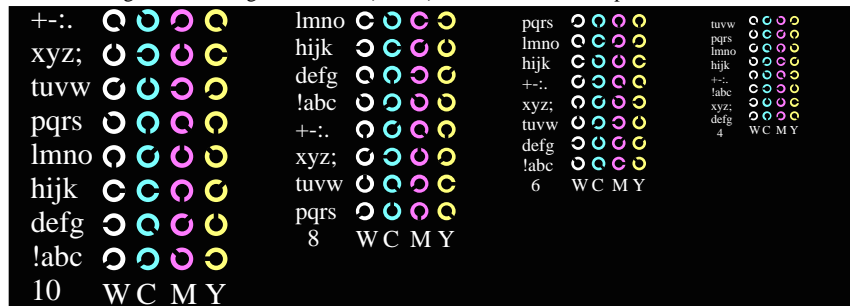 +-:.
xyz;
tuvw
pqrs
lmno
hijk
defg
!abc
10 W C M Y
lmno
hijk
defg
!abc
+-:.
xyz;
tuvw
pqrs
8 W C M Y
pqrs
lmno
hijk
+-:.
xyz;
tuvw
defg
!abc
6 W C M Y
tuvw
pqrs
lmno
hijk
+-:.
!abc
xyz;
defg
4 W C M Y